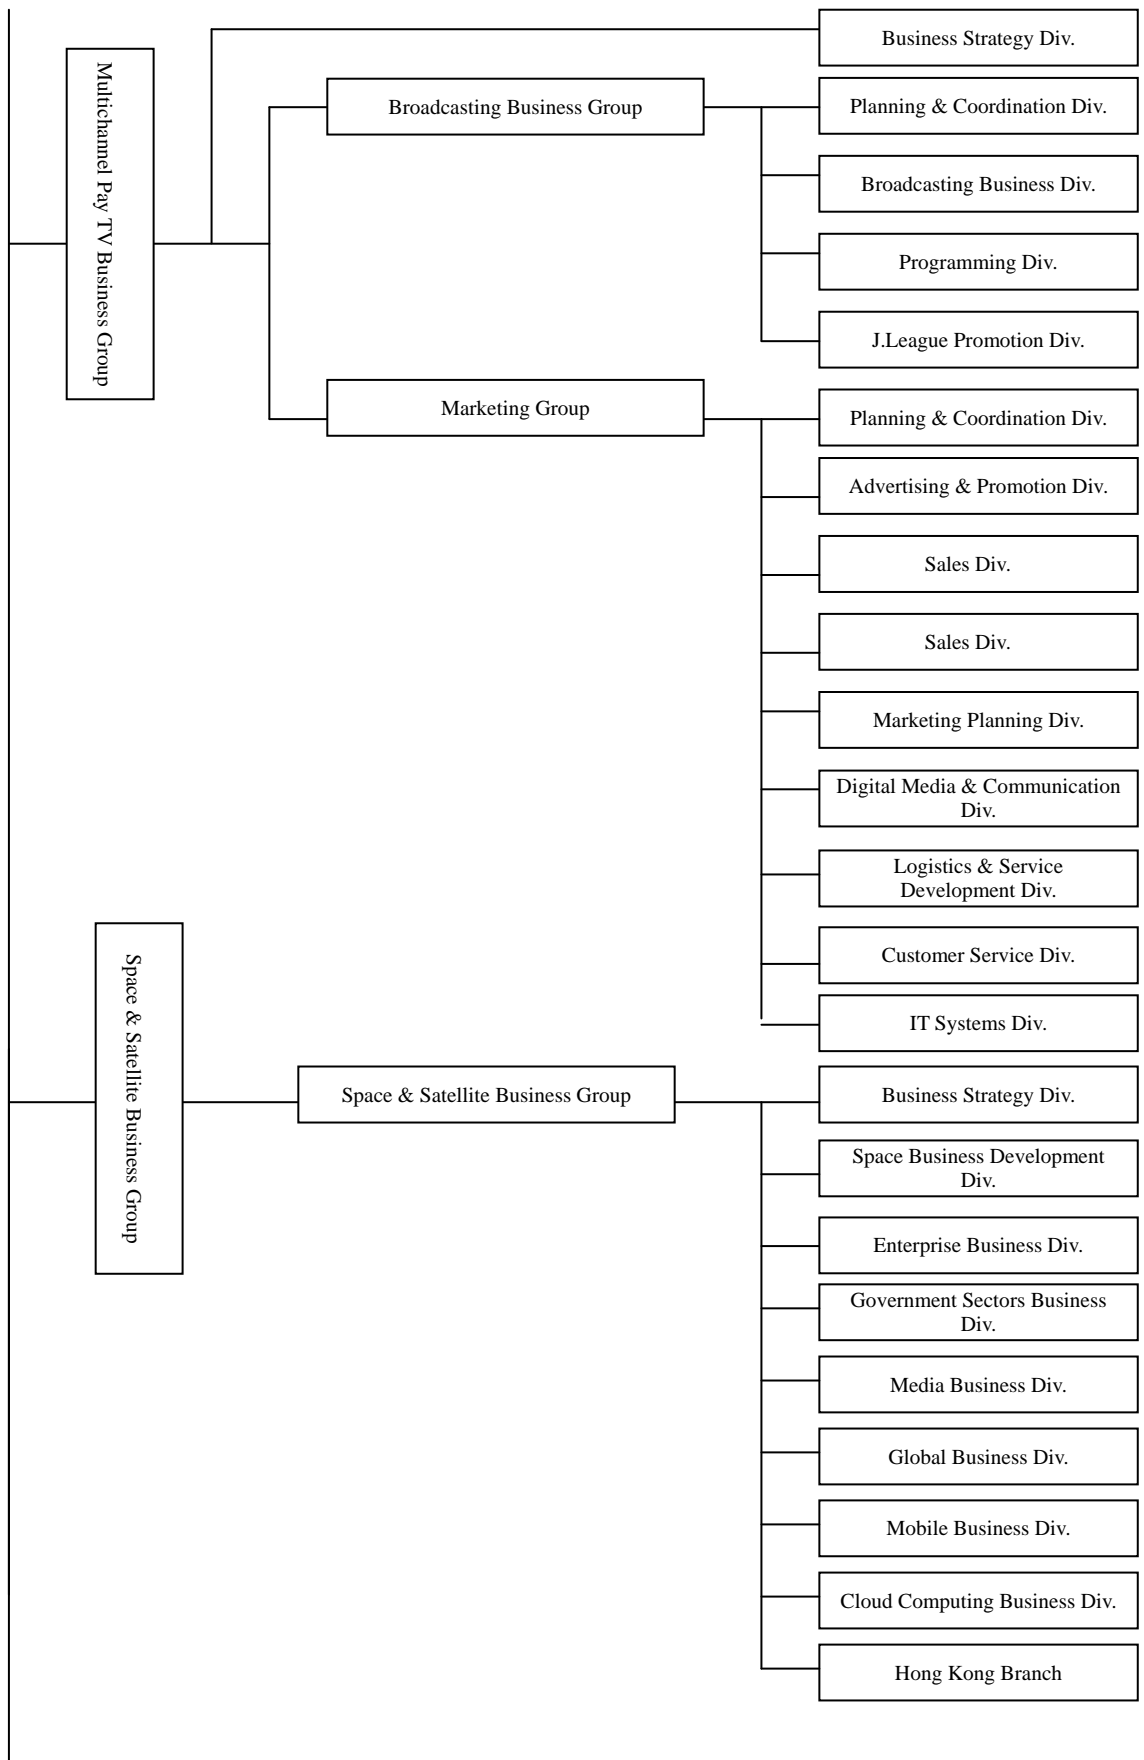 Business Strategy Div.
Multichannel Pay TV Business Group
Broadcasting Business Group
Planning & Coordination Div.
Broadcasting Business Div.
Programming Div.
J.League Promotion Div.
Marketing Group
Planning & Coordination Div.
Advertising & Promotion Div.
Sales Div.
Sales Div.
Marketing Planning Div.
Digital Media & Communication
Div.
Logistics & Service
Development Div.
Customer Service Div.
IT Systems Div.
Space & Satellite Business Group
Space & Satellite Business Group
Business Strategy Div.
Space Business Development
Div.
Enterprise Business Div.
Government Sectors Business
Div.
Media Business Div.
Global Business Div.
Mobile Business Div.
Cloud Computing Business Div.
Hong Kong Branch